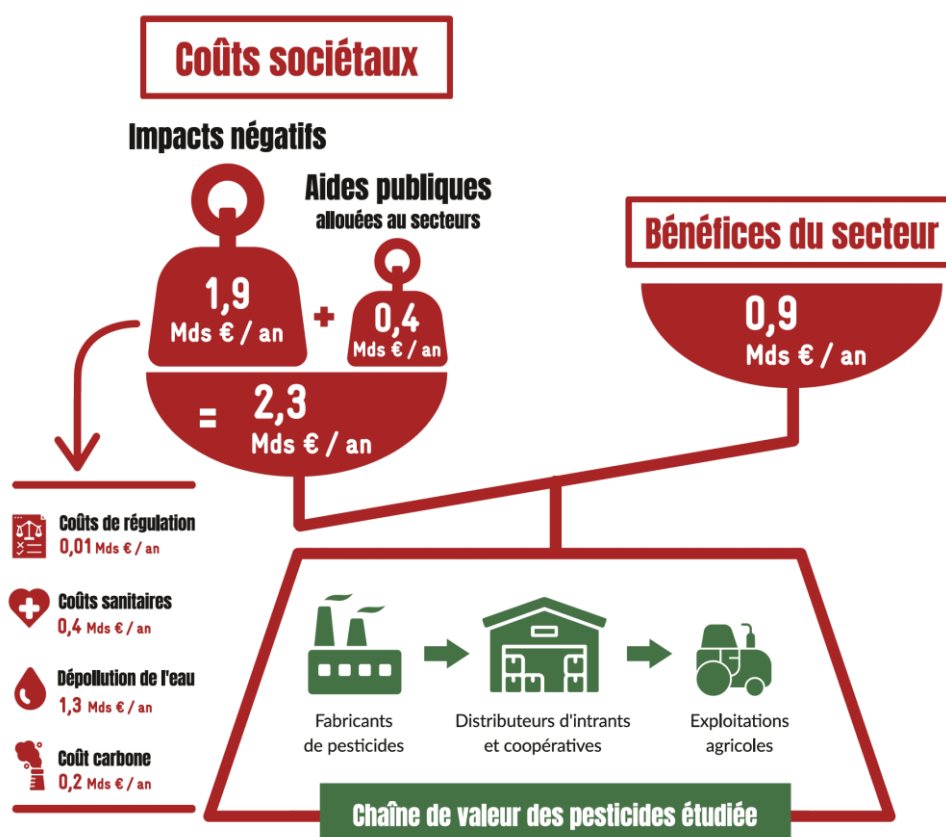 Coûts sociétaux
Impacts négatifs
Aides publiques
allouées au secteurs
1,9
Mds € / an
+
0,4
Mds € / an
=
2,3
Mds € / an
Bénéfices du secteur
0,9
Mds € / an
Coûts de régulation
0,01 Mds € / an
Coûts sanitaires
0,4 Mds € / an
Dépollution de l'eau
1,3 Mds € / an
Coût carbone
0,2 Mds € / an
Fabricants
de pesticides
Distributeurs d'intrants
et coopératives
Exploitations
agricoles
Chaîne de valeur des pesticides étudiée